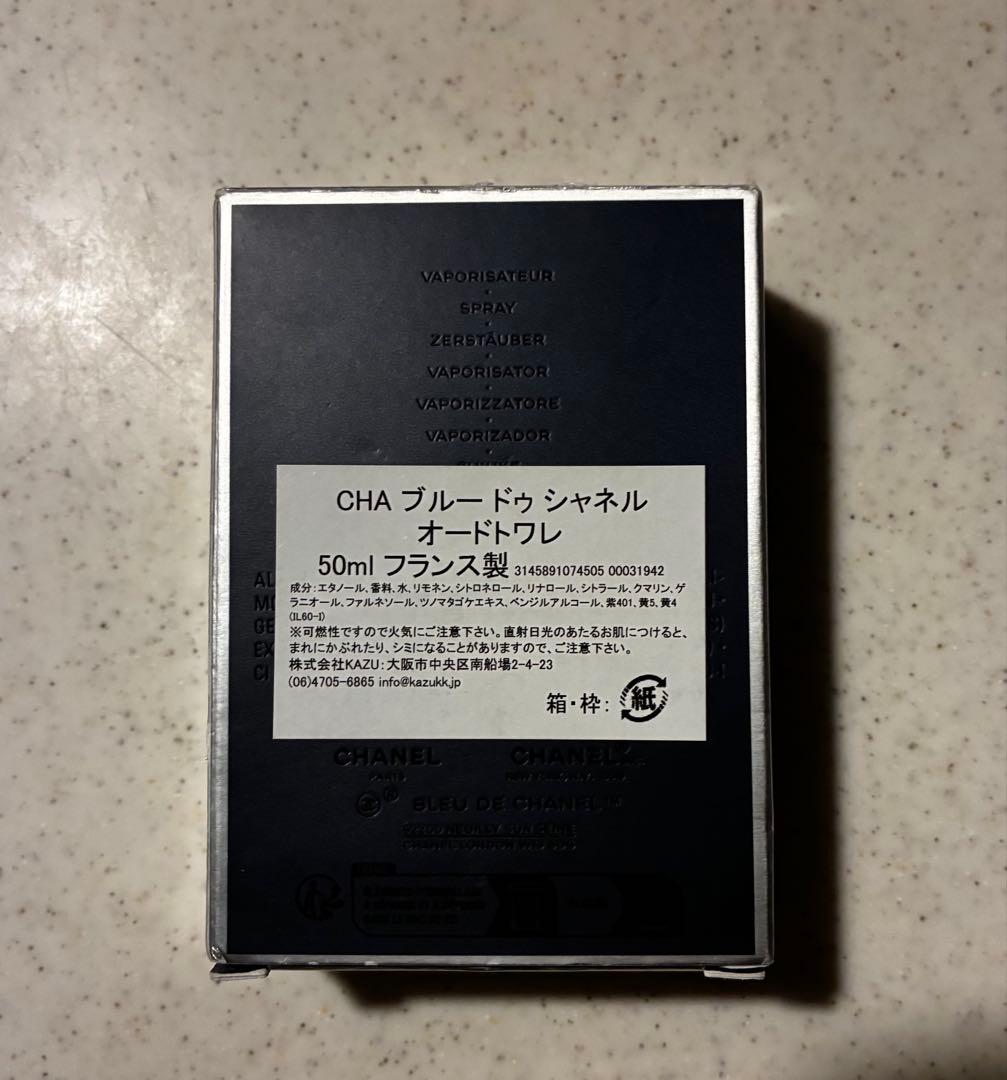 VAPORISATEUR
SPRAY
ZERSTÄUBER
VAPORISATOR
VAPORIZZATORE
VAPORIZADOR
CHA ブルー ドゥ シャネル
オードトワレ
50ml フランス製 3145891074505 00031942
成分：エタノール、香料、水、リモネン、シトロネロール、リナロール、シトラール、クマリン、ゲ
ラニオール、ファルネソール、ツノマタゴケエキス、ベンジルアルコール、紫401、黄5、黄4
(IL60-I)
※可燃性ですので火気にご注意下さい。直射日光のあたるお肌につけると、
まれにかぶれたり、シミになることがありますので、ご注意下さい。
株式会社KAZU：大阪市中央区南船場2-4-23
(06)4705-6865 info@kazukk.jp
箱・枠： 紙
CHANEL CHANEL
PARIS
BLEU DE CHANEL